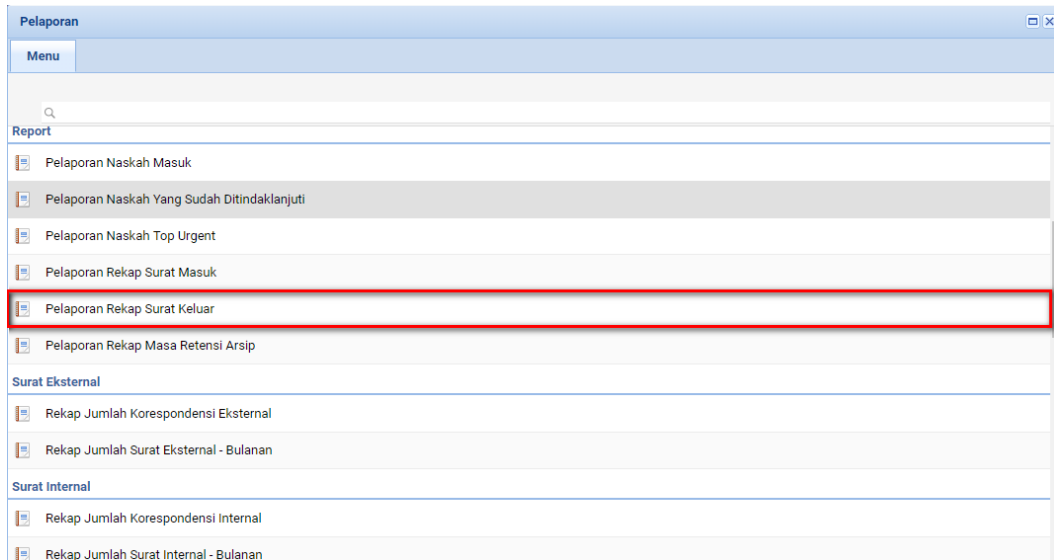 Pelaporan
Menu
Report
Pelaporan Naskah Masuk
Pelaporan Naskah Yang Sudah Ditindaklanjuti
Pelaporan Naskah Top Urgent
Pelaporan Rekap Surat Masuk
Pelaporan Rekap Surat Keluar
Pelaporan Rekap Masa Retensi Arsip
Surat Eksternal
Rekap Jumlah Korespondensi Eksternal
Rekap Jumlah Surat Eksternal - Bulanan
Surat Internal
Rekap Jumlah Korespondensi Internal
Rekap Jumlah Surat Internal - Bulanan